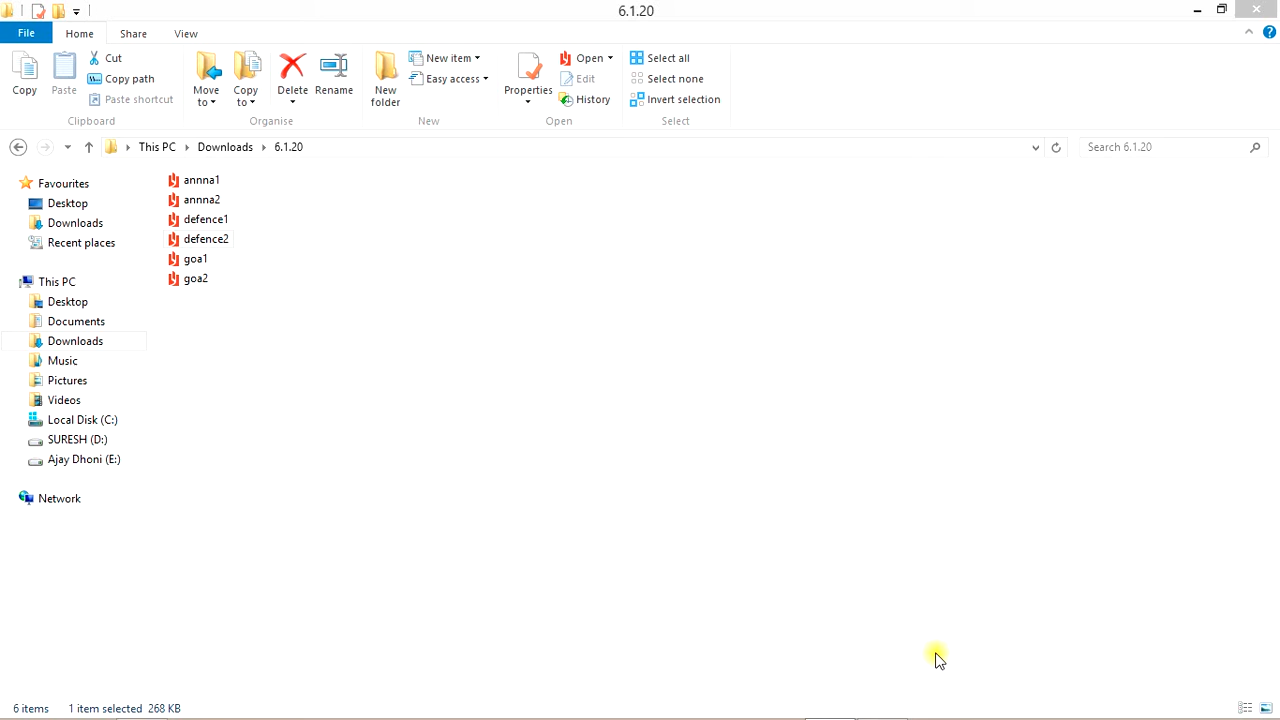 6.1.20
File Home Share View
Copy Paste Cut Copy path Paste shortcut Move to Copy to Delete Rename New folder New item Easy access Properties Open Edit History Select all Select none Invert selection
Clipboard Organise New Open Select
This PC Downloads 6.1.20 Search 6.1.20
Favourites
Desktop
Downloads
Recent places
This PC
Desktop
Documents
Downloads
Music
Pictures
Videos
Local Disk (C:)
SURESH (D:)
Ajay Dhoni (E:)
Network
annna1
annna2
defence1
defence2
goa1
goa2
6 items 1 item selected 268 KB